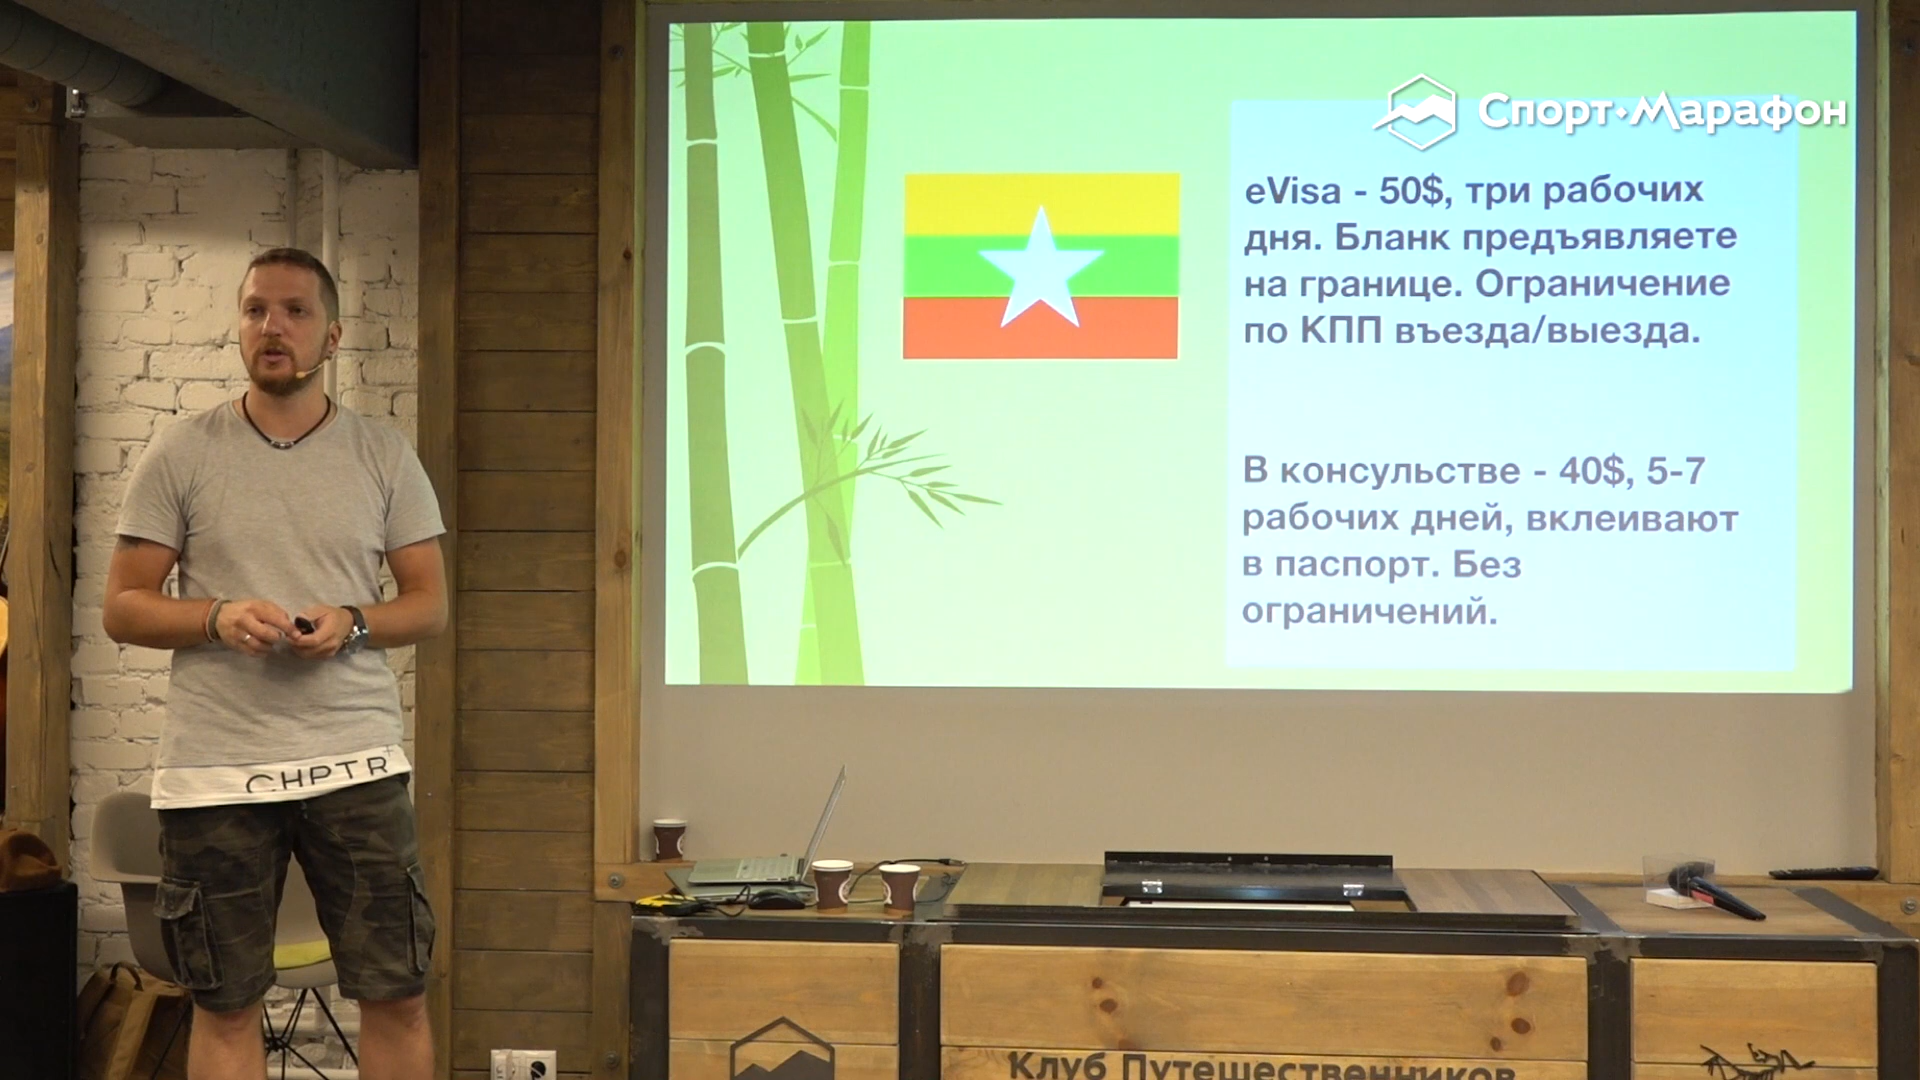 Спорт-Марафон
eVisa - 50$, три рабочих
дня. Бланк предъявляете
на границе. Ограничение
по КПП въезда/выезда.
В консульстве - 40$, 5-7
рабочих дней, вклеивают
в паспорт. Без
ограничений.
CHPTR+
Клуб Путешественников